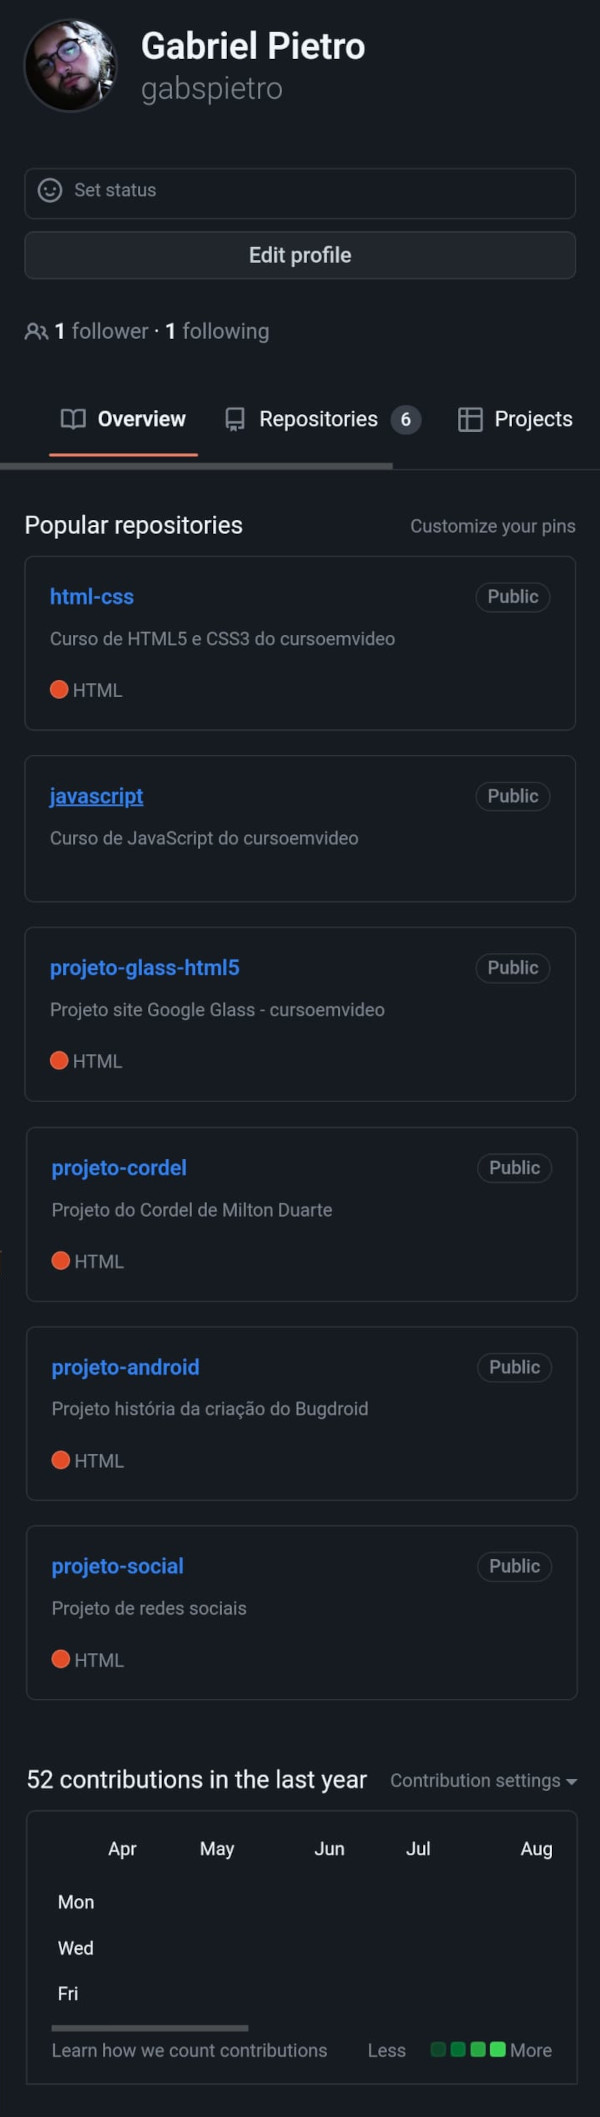 Gabriel Pietro
gabspietro
Set status
Edit profile
1 follower · 1 following
Overview Repositories 6 Projects
Popular repositories Customize your pins
html-css Public
Curso de HTML5 e CSS3 do cursoemvideo
HTML
javascript Public
Curso de JavaScript do cursoemvideo
projeto-glass-html5 Public
Projeto site Google Glass - cursoemvideo
HTML
projeto-cordel Public
Projeto do Cordel de Milton Duarte
HTML
projeto-android Public
Projeto história da criação do Bugdroid
HTML
projeto-social Public
Projeto de redes sociais
HTML
52 contributions in the last year Contribution settings
Apr May Jun Jul Aug
Mon
Wed
Fri
Learn how we count contributions Less More